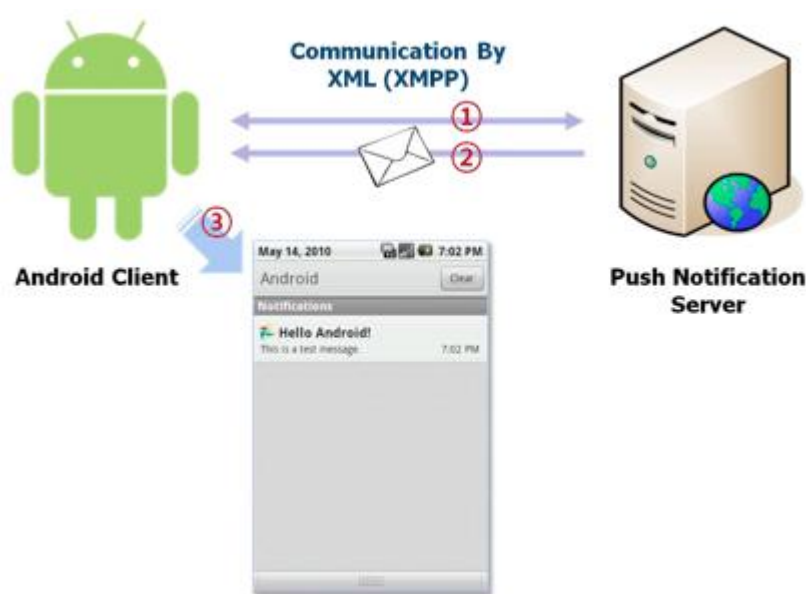 Communication By
XML (XMPP)
①
②
③
Android Client
Push Notification
Server
May 14, 2010 7:02 PM
Android Clear
Notifications
Hello Android!
This is a test message. 7:02 PM